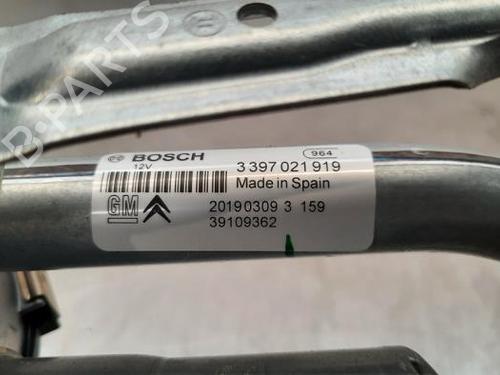 B-PARTS
BOSCH
12V
3 397 021 919
964
Made in Spain
GM
20190309 3 159
39109362